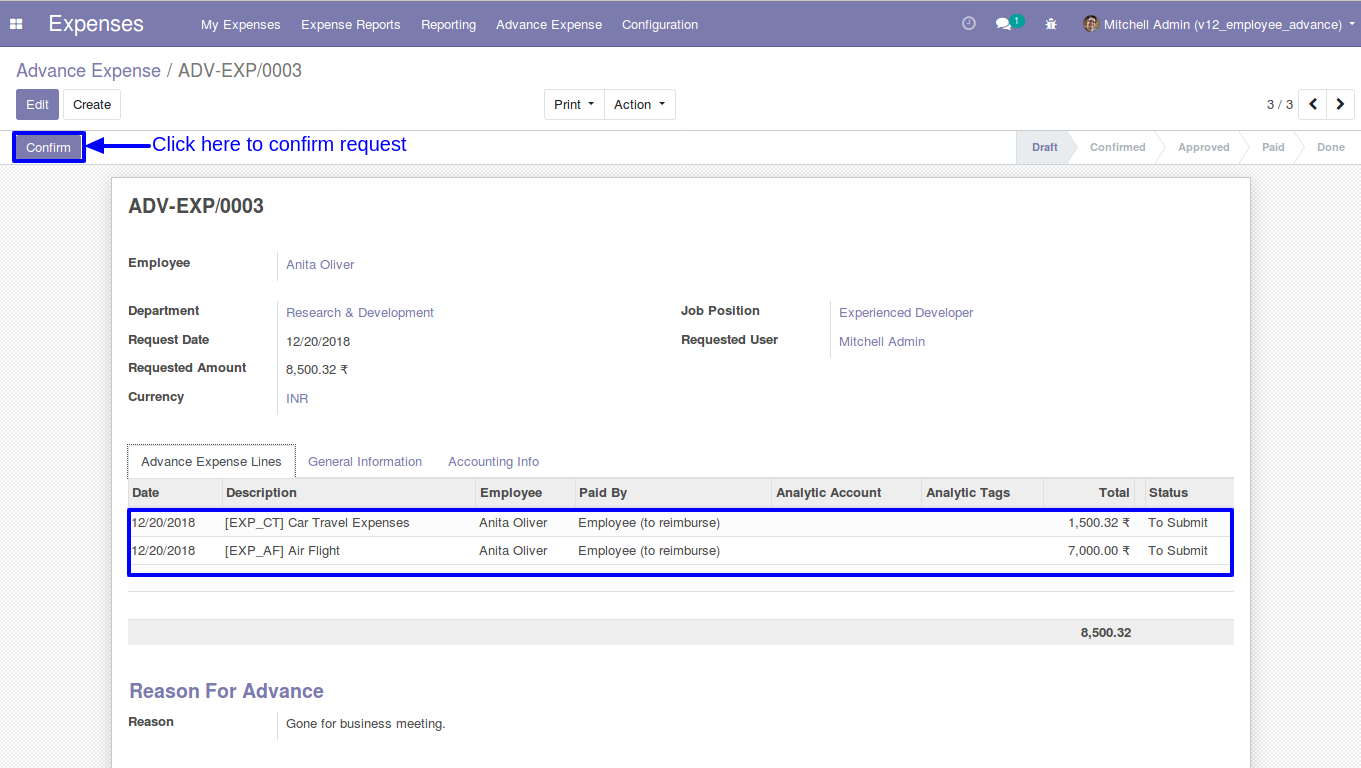 Expenses My Expenses Expense Reports Reporting Advance Expense Configuration 1 Mitchell Admin (v12_employee_advance)
Advance Expense / ADV-EXP/0003
Edit Create Print Action 3 / 3
Confirm Click here to confirm request Draft Confirmed Approved Paid Done
ADV-EXP/0003
Employee Anita Oliver
Department Research & Development Job Position Experienced Developer
Request Date 12/20/2018 Requested User Mitchell Admin
Requested Amount 8,500.32 ₹
Currency INR
Advance Expense Lines General Information Accounting Info
Date Description Employee Paid By Analytic Account Analytic Tags Total Status
12/20/2018 [EXP_CT] Car Travel Expenses Anita Oliver Employee (to reimburse) 1,500.32 ₹ To Submit
12/20/2018 [EXP_AF] Air Flight Anita Oliver Employee (to reimburse) 7,000.00 ₹ To Submit
8,500.32
Reason For Advance
Reason Gone for business meeting.